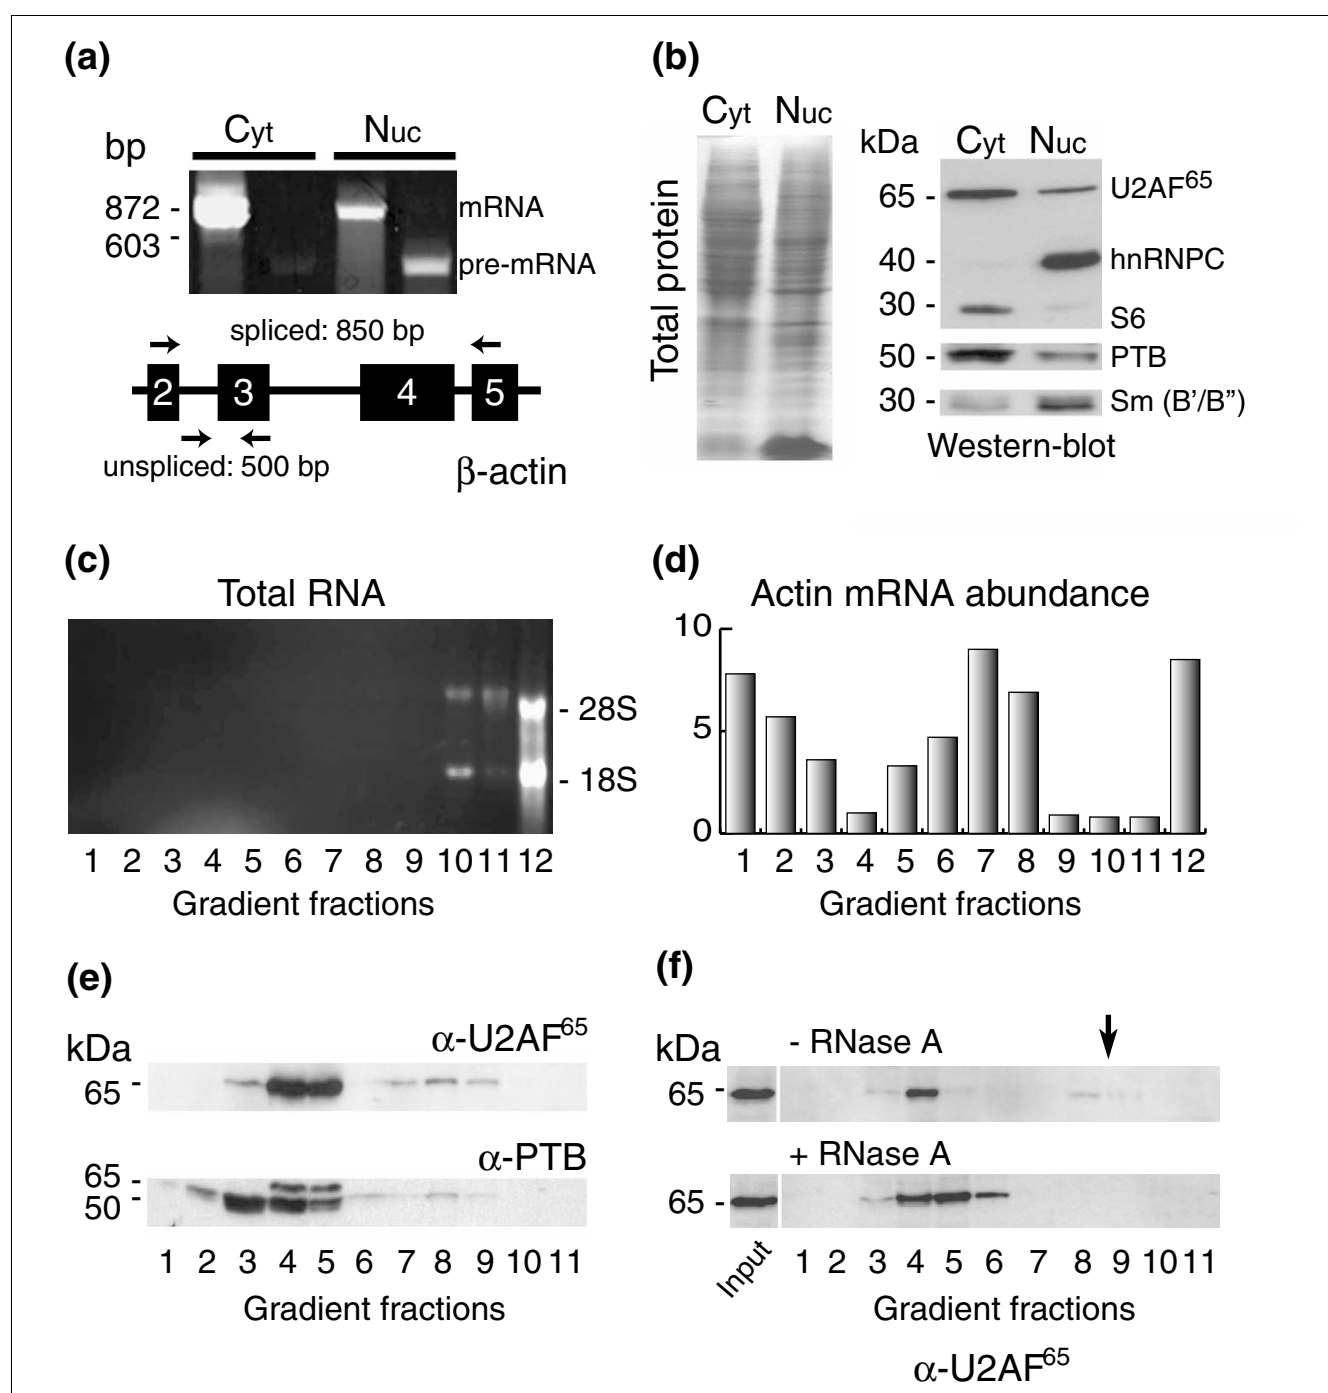 (a)
Cyt Nuc
bp
872 -
603 -
mRNA
pre-mRNA
spliced: 850 bp
2 3 4 5
unspliced: 500 bp
β-actin
(b)
Cyt Nuc
Total protein
kDa Cyt Nuc
65 - U2AF65
40 - hnRNPC
30 - S6
50 - PTB
30 - Sm (B'/B”)
Western-blot
(c)
Total RNA
- 28S
- 18S
1 2 3 4 5 6 7 8 9 10 11 12
Gradient fractions
(d)
Actin mRNA abundance
10
5
0
1 2 3 4 5 6 7 8 9 10 11 12
Gradient fractions
(e)
kDa α-U2AF65
65 -
α-PTB
65 -
50 -
1 2 3 4 5 6 7 8 9 10 11
Gradient fractions
(f)
kDa - RNase A
65 -
+ RNase A
65 -
Input 1 2 3 4 5 6 7 8 9 10 11
Gradient fractions
α-U2AF65